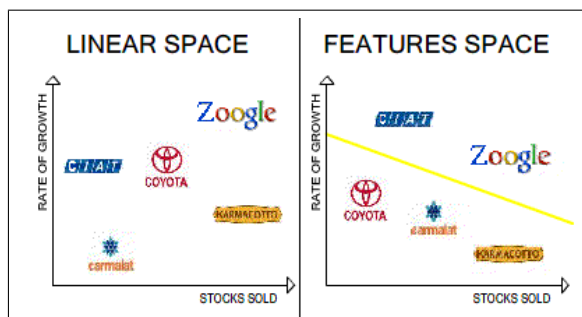 LINEAR SPACE
RATE OF GROWTH
Zoogle
CIAT
COYOTA
KARMACOTTO
carmalat
STOCKS SOLD
FEATURES SPACE
RATE OF GROWTH
CIAT
Zoogle
COYOTA
carmalat
KARMACOTTO
STOCKS SOLD